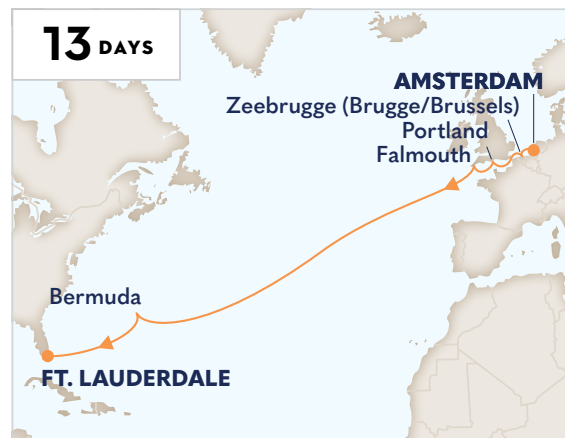 13 DAYS
AMSTERDAM
Zeebrugge (Brugge/Brussels)
Portland
Falmouth
Bermuda
FT. LAUDERDALE